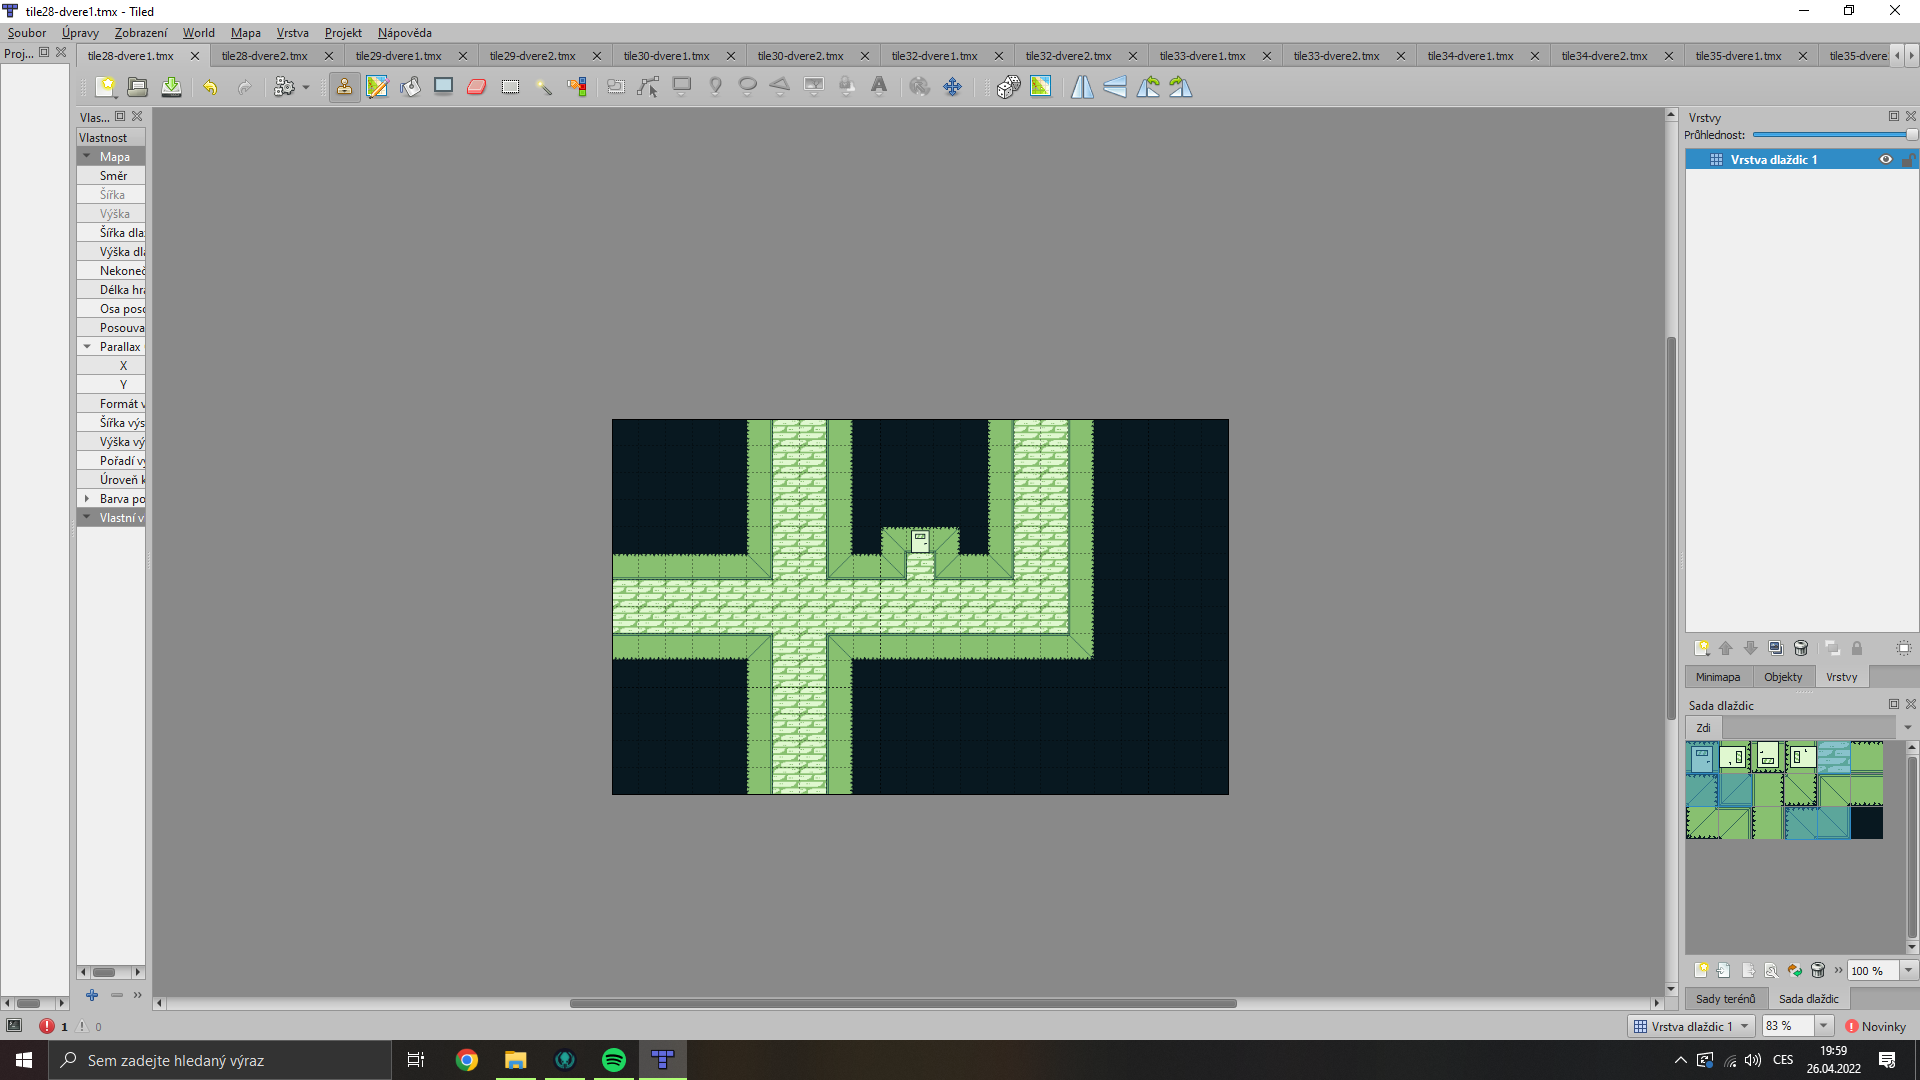 tile28-dvere1.tmx - Tiled
Soubor Úpravy Zobrazení World Mapa Vrstva Projekt Nápověda
Proj... tile28-dvere1.tmx tile28-dvere2.tmx tile29-dvere1.tmx tile29-dvere2.tmx tile30-dvere1.tmx tile30-dvere2.tmx tile32-dvere1.tmx tile32-dvere2.tmx tile33-dvere1.tmx tile33-dvere2.tmx tile34-dvere1.tmx tile34-dvere2.tmx tile35-dvere1.tmx tile35-dvere
Vlas...
Vlastnost
Mapa
Směr
Šířka
Výška
Šířka dla
Výška dla
Nekoneč
Délka hra
Osa poso
Posouva
Parallax
X
Y
Formát v
Šířka výs
Výška vý
Pořadí vy
Úroveň k
Barva po
Vlastní v
Vrstvy
Průhlednost:
Vrstva dlaždic 1
Minimapa Objekty Vrstvy
Sada dlaždic
Zdi
100 %
Sady terénů Sada dlaždic
1 0
Vrstva dlaždic 1 83 % Novinky
Sem zadejte hledaný výraz
CES
19:59
26.04.2022